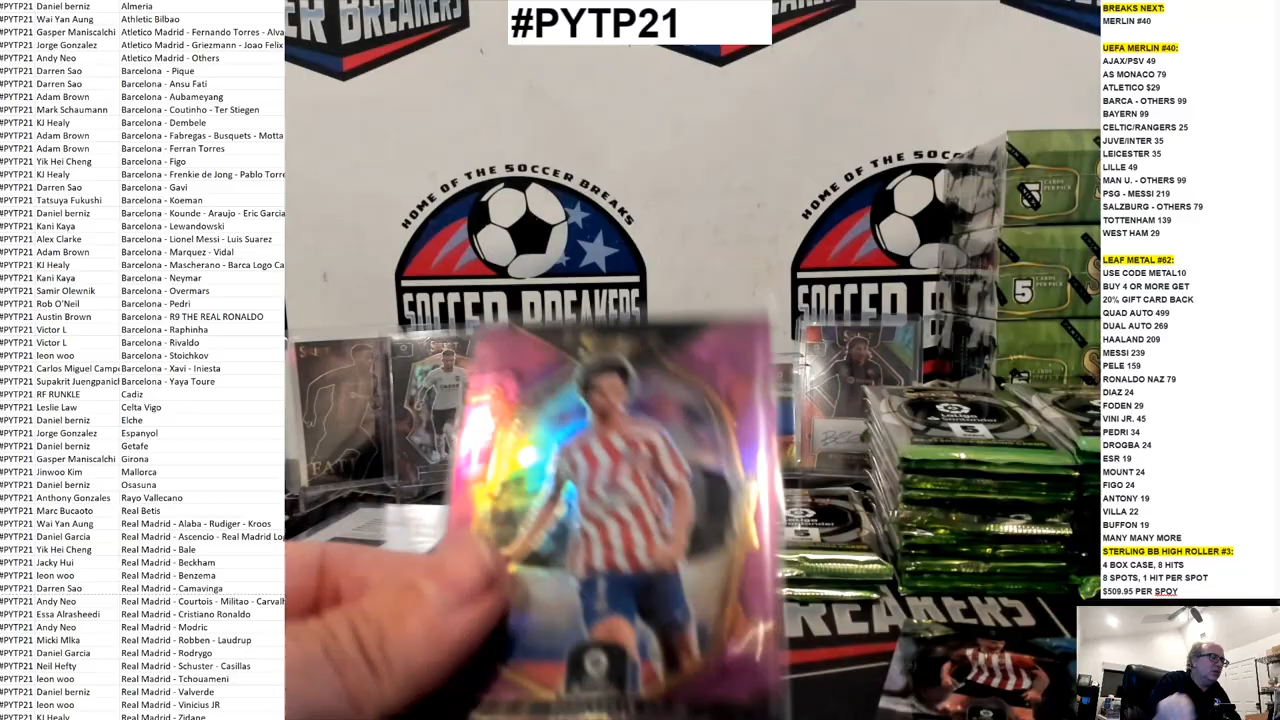 #PYTP21
#PYTP21 Daniel berniz Almeria
#PYTP21 Wai Yan Aung Athletic Bilbao
#PYTP21 Gasper Maniscalchi Atletico Madrid - Fernando Torres - Alva
#PYTP21 Jorge Gonzalez Atletico Madrid - Griezmann - Joao Felix
#PYTP21 Andy Neo Atletico Madrid - Others
#PYTP21 Darren Sao Barcelona - Pique
#PYTP21 Darren Sao Barcelona - Ansu Fati
#PYTP21 Adam Brown Barcelona - Aubameyang
#PYTP21 Mark Schaumann Barcelona - Coutinho - Ter Stiegen
#PYTP21 KJ Healy Barcelona - Dembele
#PYTP21 Adam Brown Barcelona - Fabregas - Busquets - Motta
#PYTP21 Adam Brown Barcelona - Ferran Torres
#PYTP21 Yik Hei Cheng Barcelona - Figo
#PYTP21 KJ Healy Barcelona - Frenkie de Jong - Pablo Torre
#PYTP21 Darren Sao Barcelona - Gavi
#PYTP21 Tatsuya Fukushi Barcelona - Koeman
#PYTP21 Daniel berniz Barcelona - Kounde - Araujo - Eric Garcia
#PYTP21 Kani Kaya Barcelona - Lewandowski
#PYTP21 Alex Clarke Barcelona - Lionel Messi - Luis Suarez
#PYTP21 Adam Brown Barcelona - Marquez - Vidal
#PYTP21 KJ Healy Barcelona - Mascherano - Barca Logo Ca
#PYTP21 Kani Kaya Barcelona - Neymar
#PYTP21 Samir Olewnik Barcelona - Overmars
#PYTP21 Rob O'Neil Barcelona - Pedri
#PYTP21 Austin Brown Barcelona - R9 THE REAL RONALDO
#PYTP21 Victor L Barcelona - Raphinha
#PYTP21 Victor L Barcelona - Rivaldo
#PYTP21 leon woo Barcelona - Stoichkov
#PYTP21 Carlos Miguel Campo Barcelona - Xavi - Iniesta
#PYTP21 Supakrit Juengpanich Barcelona - Yaya Toure
#PYTP21 RF RUNKLE Cadiz
#PYTP21 Leslie Law Celta Vigo
#PYTP21 Daniel berniz Elche
#PYTP21 Jorge Gonzalez Espanyol
#PYTP21 Daniel berniz Getafe
#PYTP21 Gasper Maniscalchi Girona
#PYTP21 Jinwoo Kim Mallorca
#PYTP21 Daniel berniz Osasuna
#PYTP21 Anthony Gonzales Rayo Vallecano
#PYTP21 Marc Bucaoto Real Betis
#PYTP21 Wai Yan Aung Real Madrid - Alaba - Rudiger - Kroos
#PYTP21 Daniel Garcia Real Madrid - Ascencio - Real Madrid Lo
#PYTP21 Yik Hei Cheng Real Madrid - Bale
#PYTP21 Jacky Hui Real Madrid - Beckham
#PYTP21 leon woo Real Madrid - Benzema
#PYTP21 Darren Sao Real Madrid - Camavinga
#PYTP21 Andy Neo Real Madrid - Courtois - Militao - Carvalh
#PYTP21 Essa Alrasheedi Real Madrid - Cristiano Ronaldo
#PYTP21 Andy Neo Real Madrid - Modric
#PYTP21 Micki Mlka Real Madrid - Robben - Laudrup
#PYTP21 Daniel Garcia Real Madrid - Rodrygo
#PYTP21 Neil Hefty Real Madrid - Schuster - Casillas
#PYTP21 leon woo Real Madrid - Tchouameni
#PYTP21 Daniel berniz Real Madrid - Valverde
#PYTP21 leon woo Real Madrid - Vinicius JR
#PYTP21 KJ Healy Real Madrid - Zidane
BREAKERS
HOME OF THE SOCCER BREAKS
SOCCER BREAKERS
HOME OF THE SOCC
SOCCER BRE
5 CARDS PER PACK
5
LaLiga Santander
BREAKERS
BREAKS NEXT:
MERLIN #40
UEFA MERLIN #40:
AJAX/PSV 49
AS MONACO 79
ATLETICO $29
BARCA - OTHERS 99
BAYERN 99
CELTIC/RANGERS 25
JUVE/INTER 35
LEICESTER 35
LILLE 49
MAN U. - OTHERS 99
PSG - MESSI 219
SALZBURG - OTHERS 79
TOTTENHAM 139
WEST HAM 29
LEAF METAL #62:
USE CODE METAL10
BUY 4 OR MORE GET
20% GIFT CARD BACK
QUAD AUTO 499
DUAL AUTO 269
HAALAND 209
MESSI 239
PELE 159
RONALDO NAZ 79
DIAZ 24
FODEN 29
VINI JR. 45
PEDRI 34
DROGBA 24
ESR 19
MOUNT 24
FIGO 24
ANTONY 19
VILLA 22
BUFFON 19
MANY MANY MORE
STERLING BB HIGH ROLLER #3:
4 BOX CASE, 8 HITS
8 SPOTS, 1 HIT PER SPOT
$509.95 PER SPOY